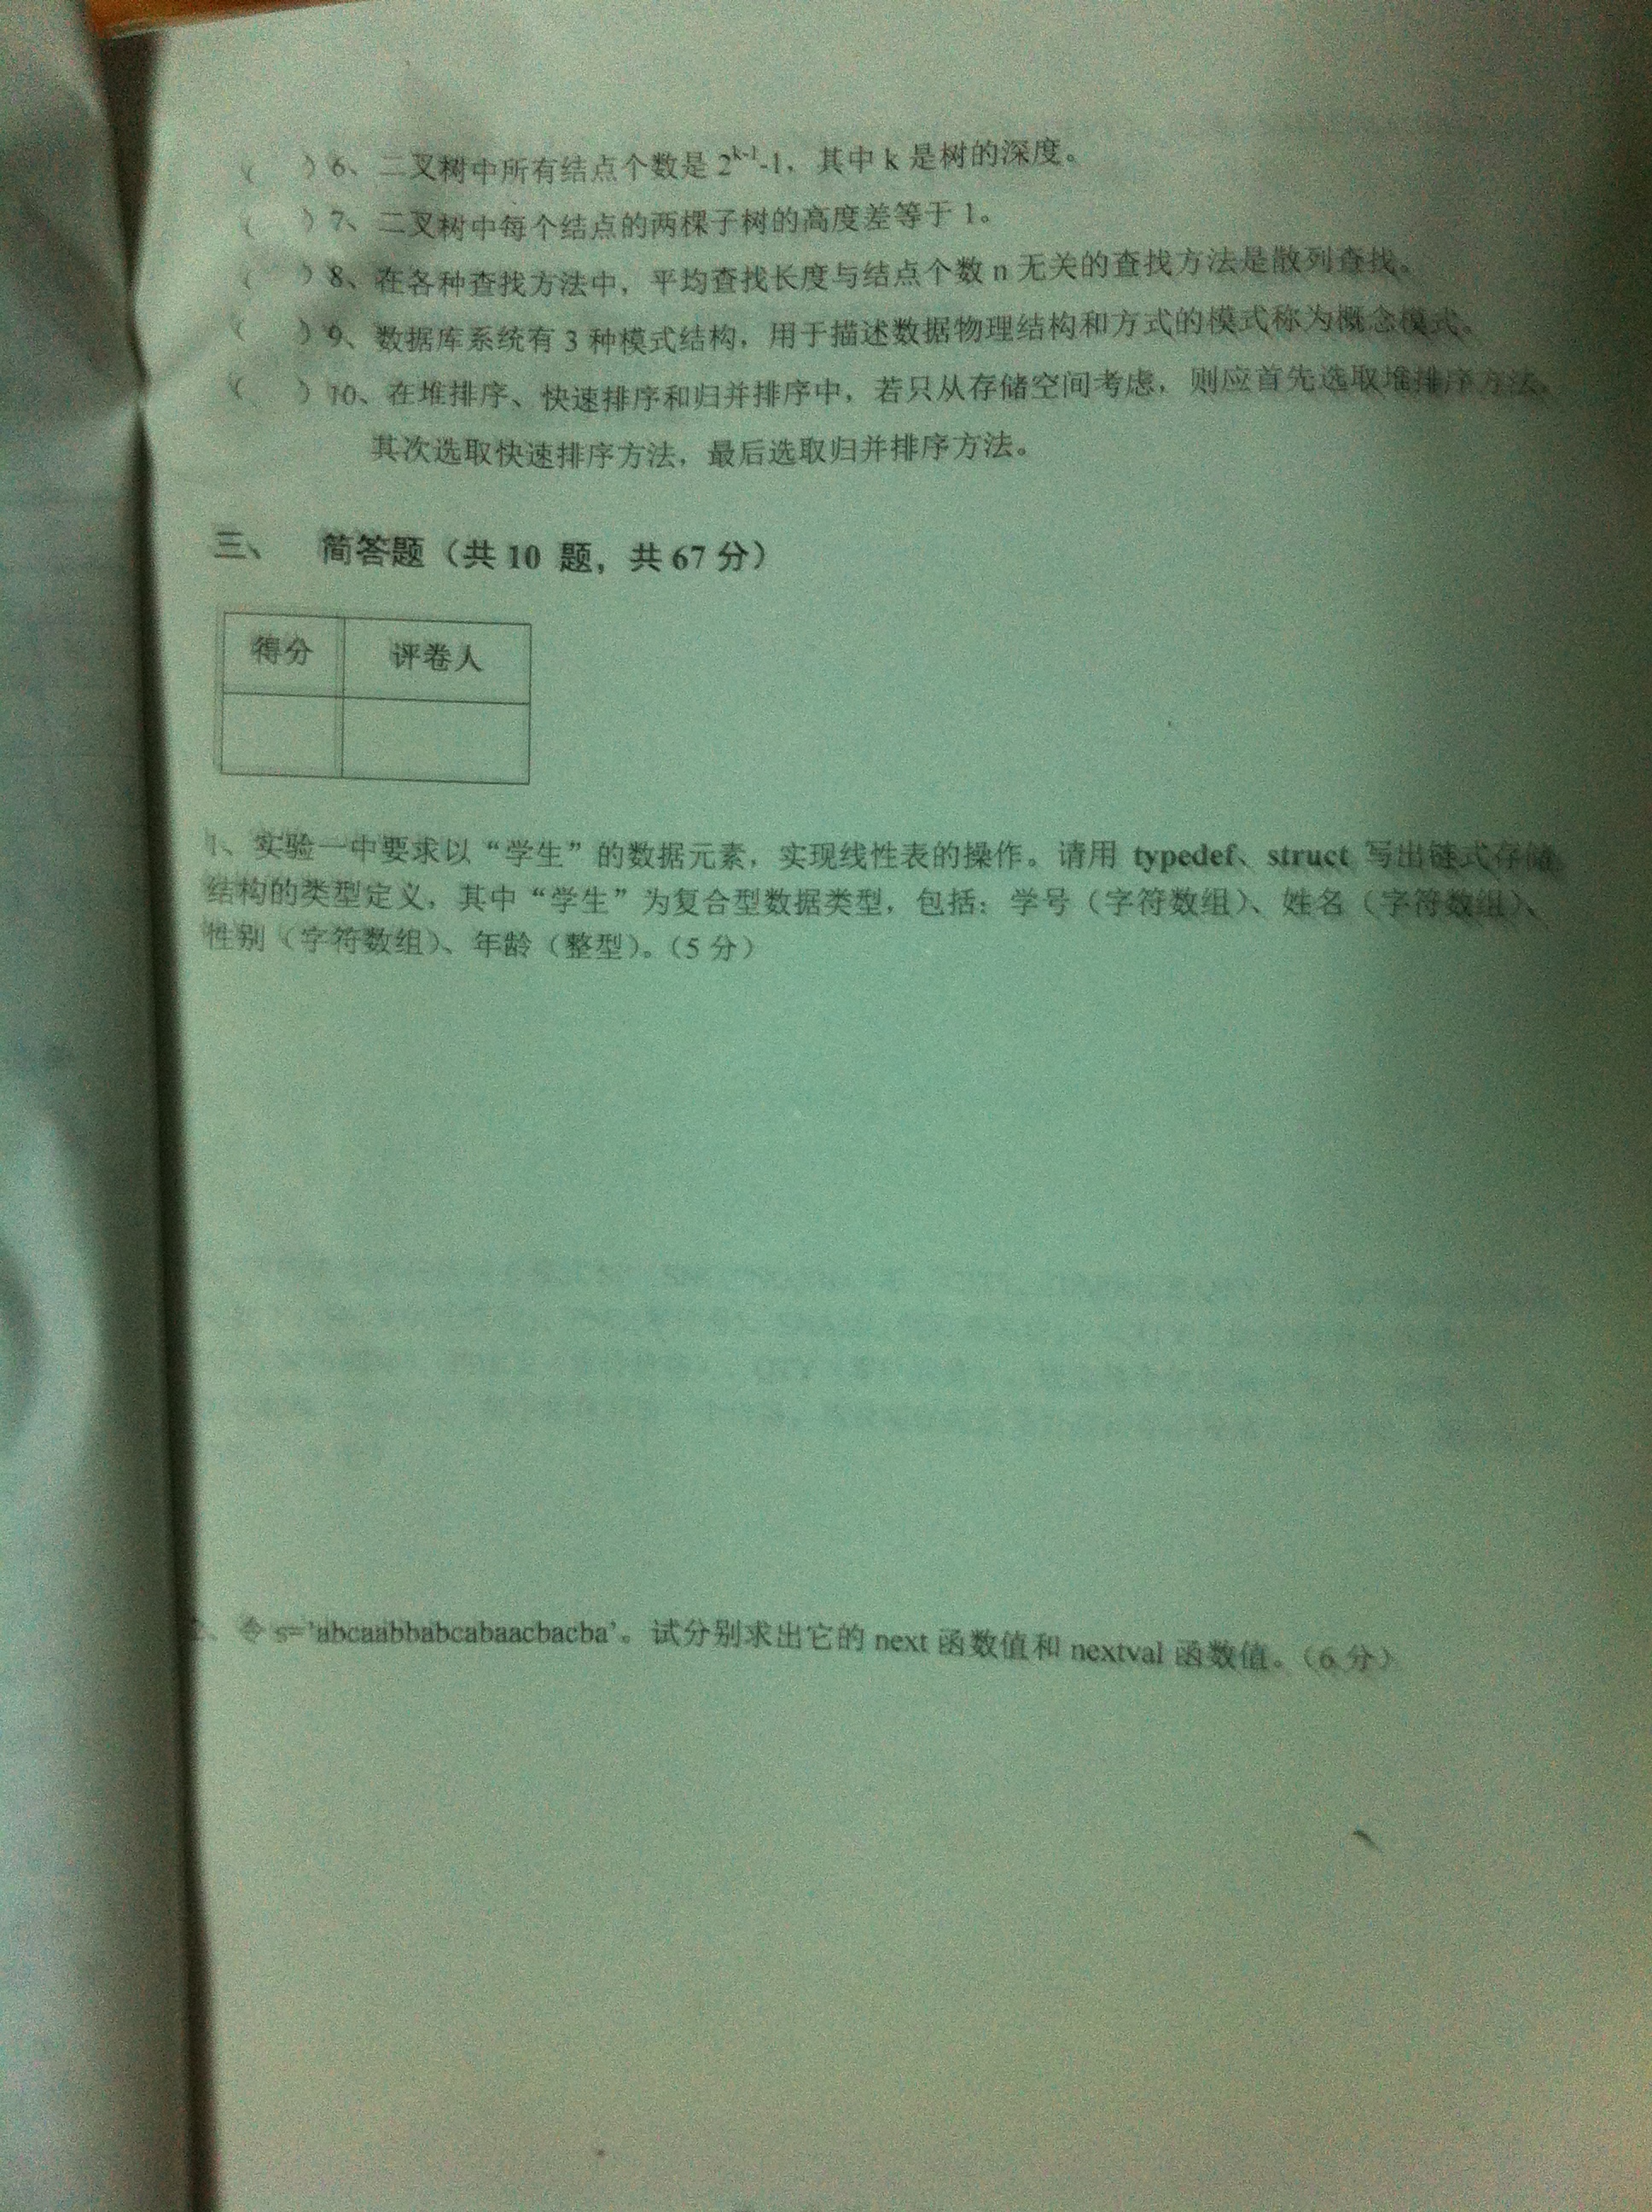 （ ）6、二叉树中所有结点个数是 2^{k-1}-1，其中 k 是树的深度。
（ ）7、二叉树中每个结点的两棵子树的高度差等于 1。
（ ）8、在各种查找方法中，平均查找长度与结点个数 n 无关的查找方法是散列查找。
（ ）9、数据库系统有 3 种模式结构，用于描述数据物理结构和方式的模式称为概念模式。
（ ）10、在堆排序、快速排序和归并排序中，若只从存储空间考虑，则应首先选取堆排序方法，
其次选取快速排序方法，最后选取归并排序方法。
三、 简答题（共 10 题，共 67 分）
得分 评卷人
1、实验一中要求以“学生”的数据元素，实现线性表的操作。请用 typedef、struct 写出链式存储
结构的类型定义，其中“学生”为复合型数据类型，包括：学号（字符数组）、姓名（字符数组）、
性别（字符数组）、年龄（整型）。（5 分）
2、令 s='abcaabbabcabaacbacba’。试分别求出它的 next 函数值和 nextval 函数值。（6 分）